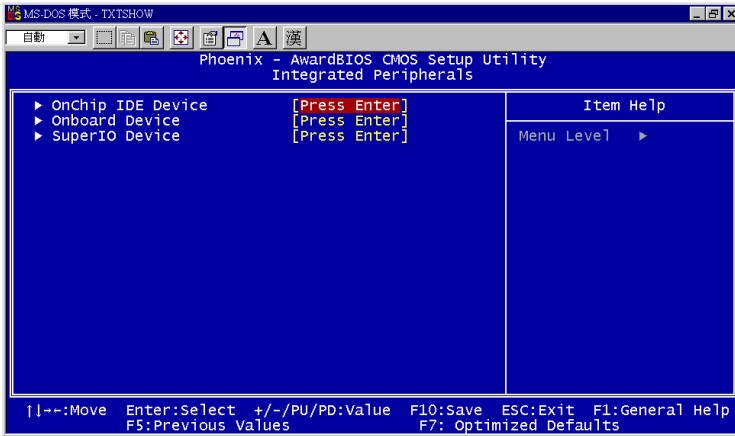 MS-DOS 模式 - TXTSHOW
自動 A 漢
Phoenix - AwardBIOS CMOS Setup Utility
Integrated Peripherals
▶ OnChip IDE Device [Press Enter]
▶ Onboard Device [Press Enter]
▶ SuperIO Device [Press Enter]
Item Help
Menu Level ▶
↑↓→←:Move Enter:Select +/-/PU/PD:Value F10:Save ESC:Exit F1:General Help
F5:Previous Values F7: Optimized Defaults